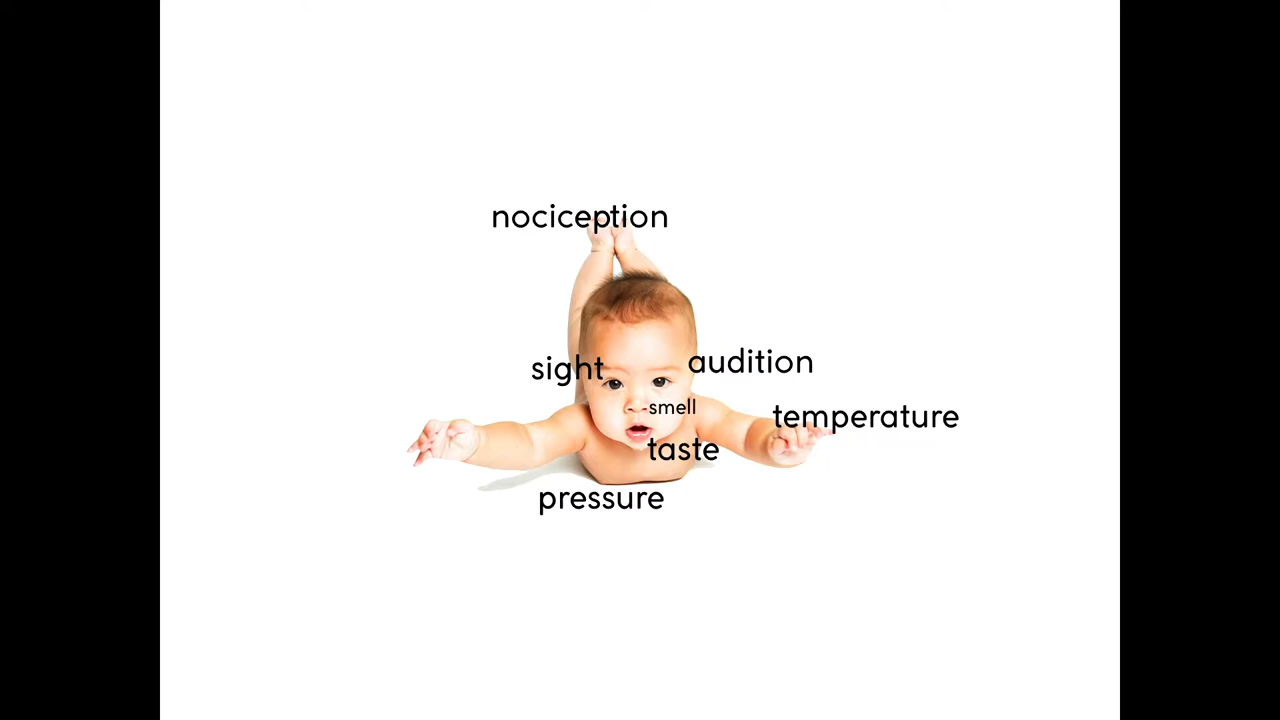 nociception
sight
audition
smell
temperature
taste
pressure